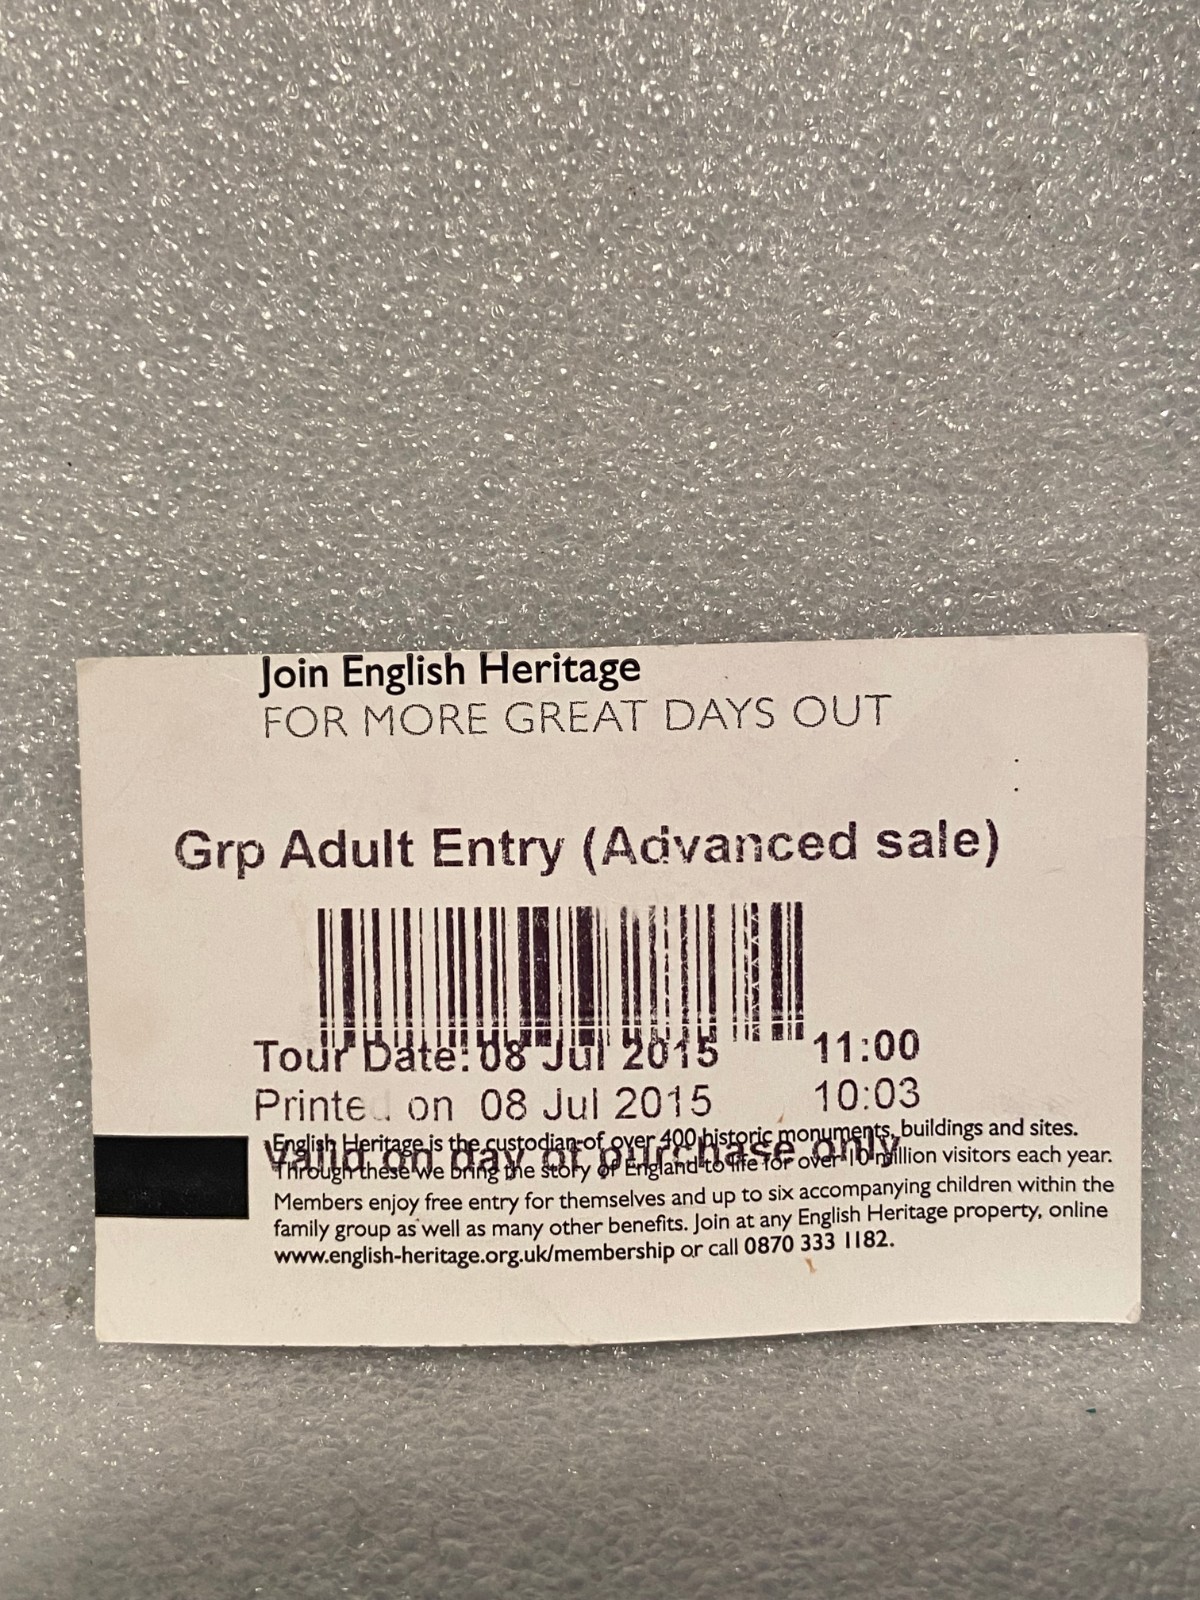 Join English Heritage
FOR MORE GREAT DAYS OUT
Grp Adult Entry (Advanced sale)
Tour Date: 08 Jul 2015 11:00
Printed on 08 Jul 2015 10:03
Valid on day of purchase only
English Heritage is the custodian of over 400 historic monuments, buildings and sites.
Through these we bring the story of England to life for over 10 million visitors each year.
Members enjoy free entry for themselves and up to six accompanying children within the
family group as well as many other benefits. Join at any English Heritage property, online
www.english-heritage.org.uk/membership or call 0870 333 1182.